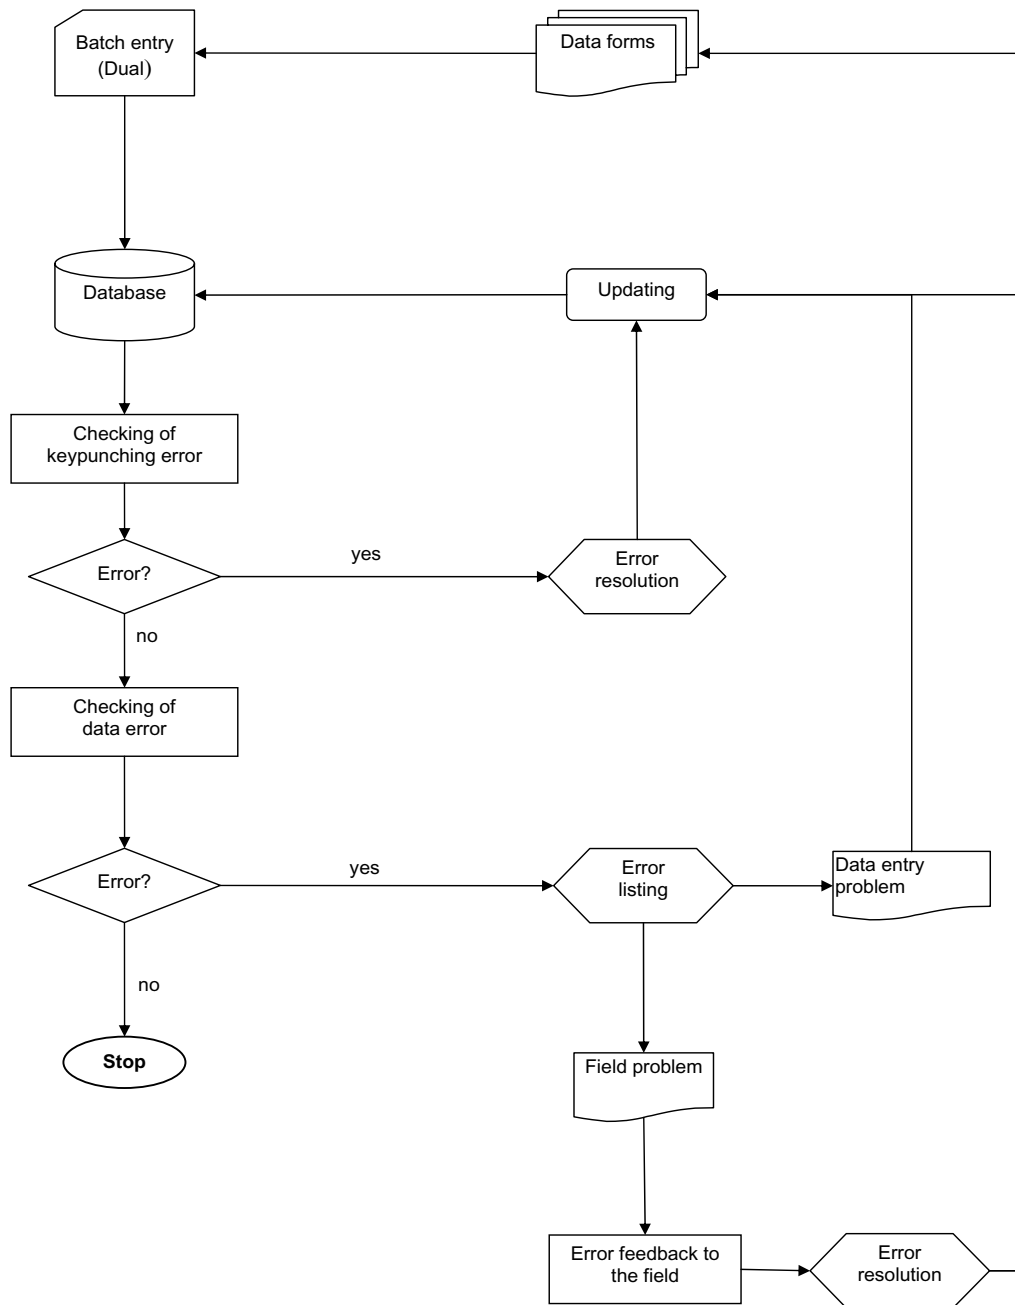 Batch entry
(Dual)
Data forms
Database
Updating
Checking of
keypunching error
Error?
yes
Error
resolution
no
Checking of
data error
Error?
yes
Error
listing
Data entry
problem
no
Stop
Field problem
Error feedback to
the field
Error
resolution